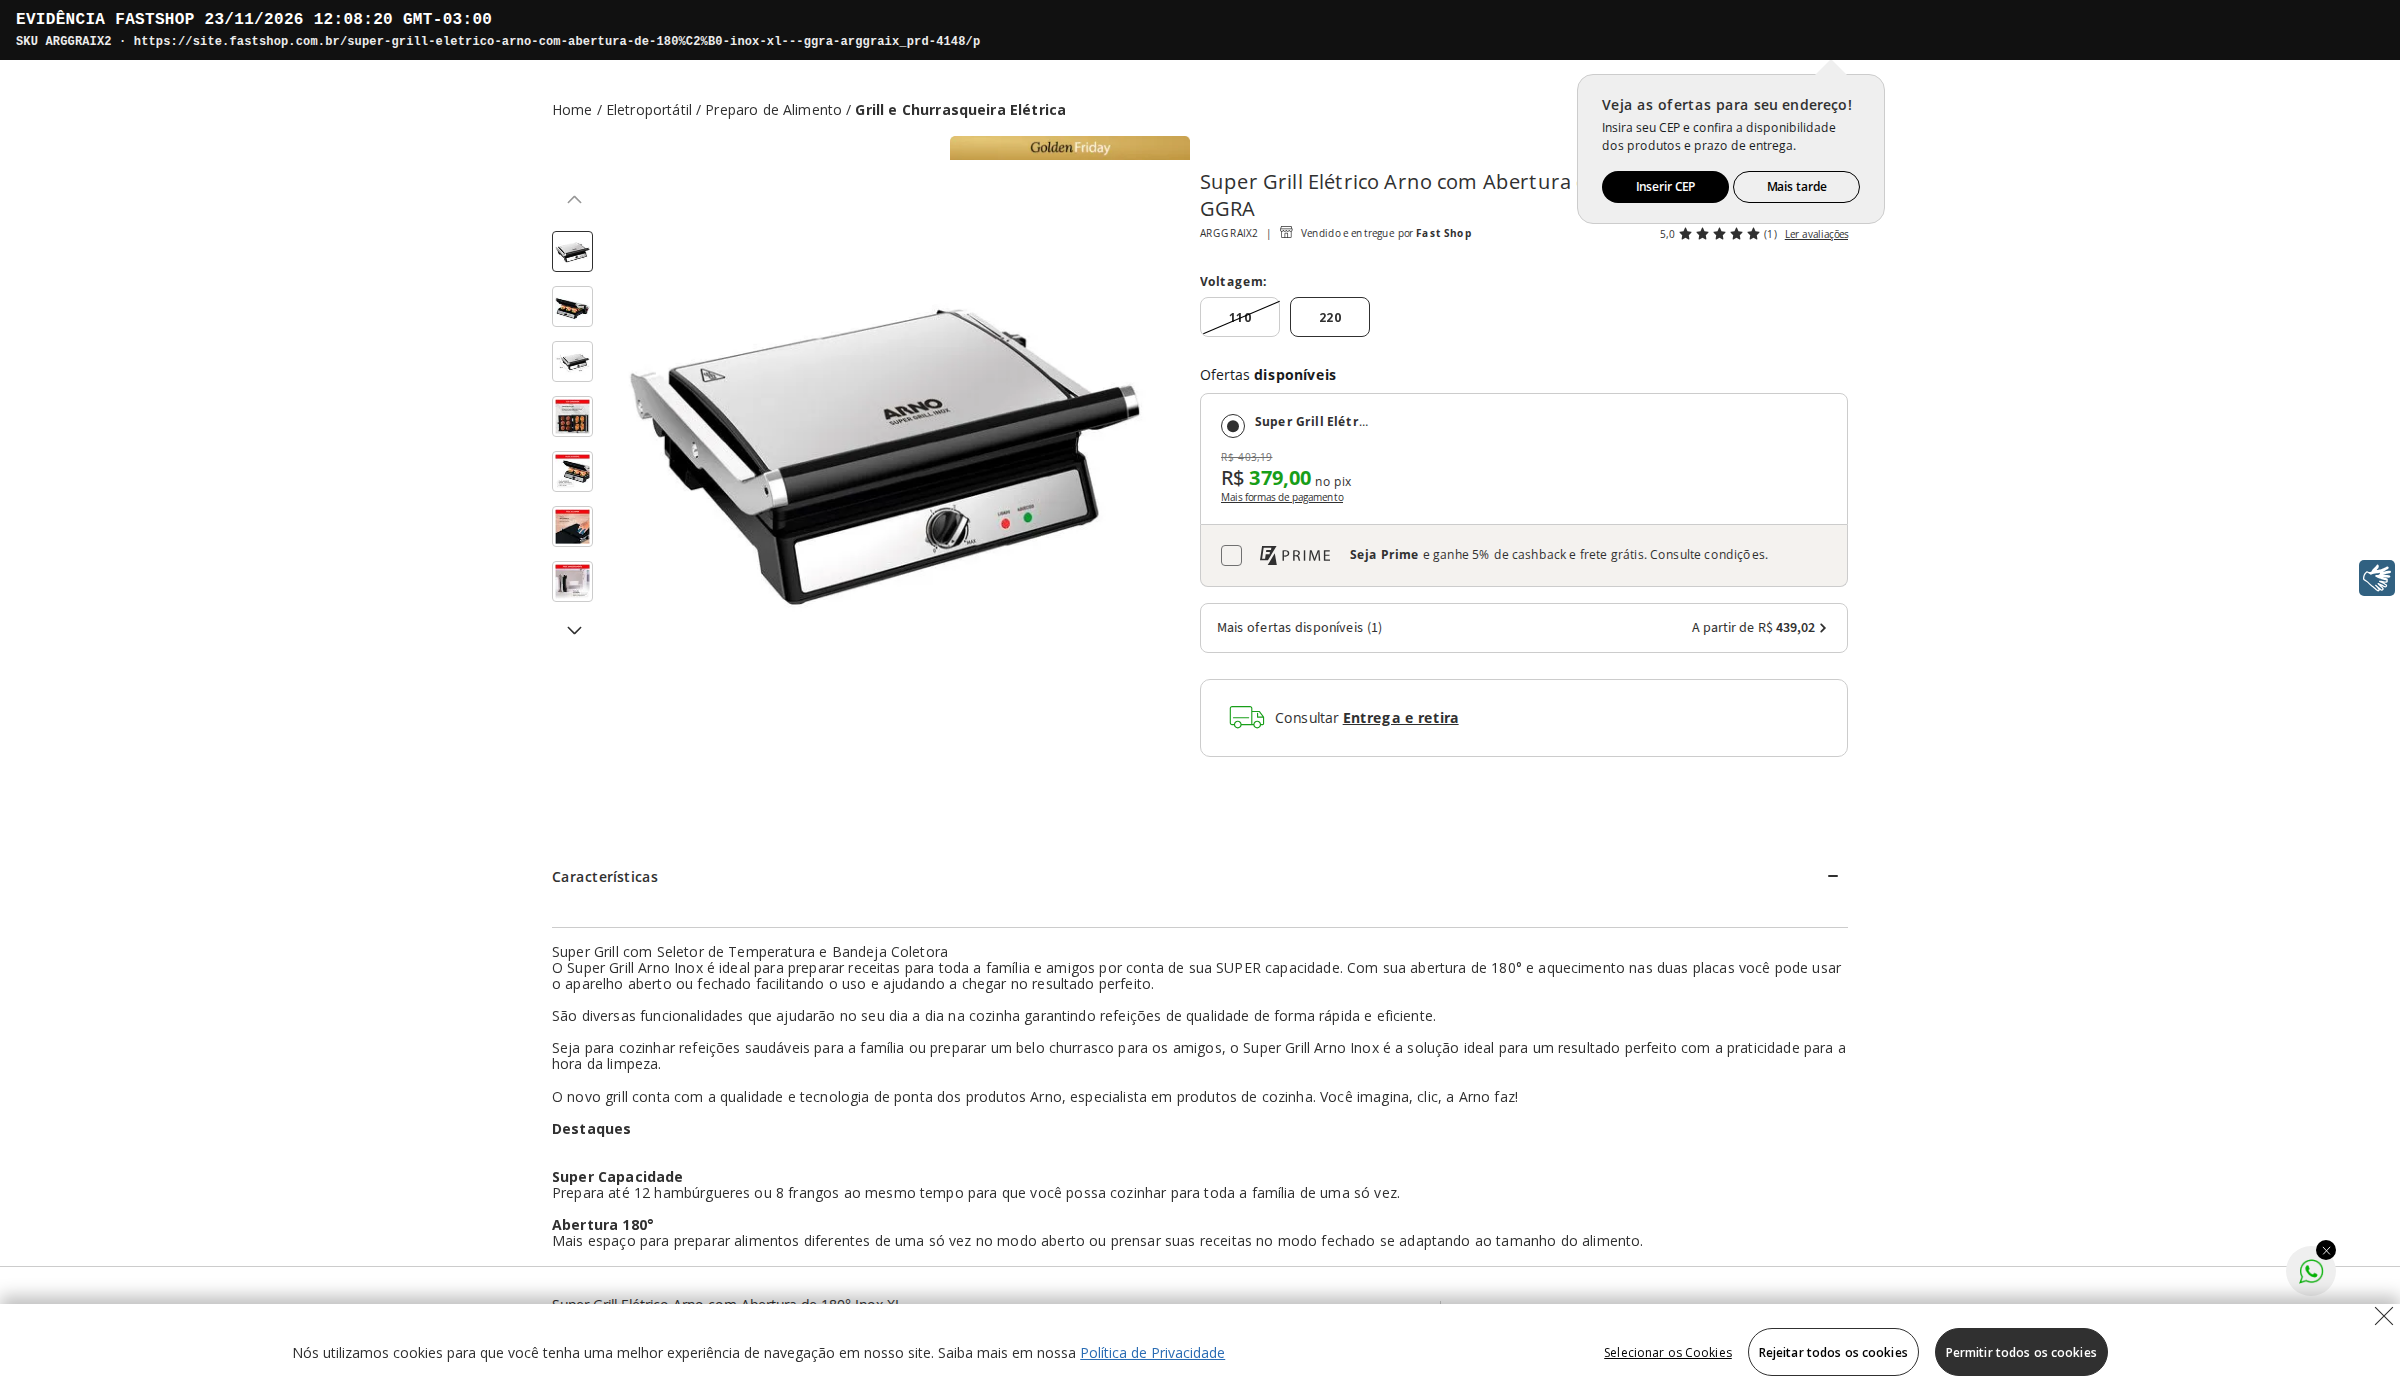 EVIDÊNCIA FASTSHOP 23/11/2026 12:08:20 GMT-03:00
SKU ARGGRAIX2 · https://site.fastshop.com.br/super-grill-eletrico-arno-com-abertura-de-180%C2%B0-inox-xl---ggra-arggraix_prd-4148/p
Veja as ofertas para seu endereço!
Insira seu CEP e confira a disponibilidade
dos produtos e prazo de entrega.
Inserir CEP
Mais tarde
Home / Eletroportátil / Preparo de Alimento / Grill e Churrasqueira Elétrica
Golden Friday
Super Grill Elétrico Arno com Abertura
GGRA
ARGGRAIX2 | Vendido e entregue por Fast Shop
5,0 (1) Ler avaliações
Voltagem:
110
220
Ofertas disponíveis
Super Grill Elétr...
R$ 403,19
R$ 379,00 no pix
Mais formas de pagamento
PRIME Seja Prime e ganhe 5% de cashback e frete grátis. Consulte condições.
Mais ofertas disponíveis (1)
A partir de R$ 439,02
Consultar Entrega e retira
ARNO
SUPER GRILL INOX
MAX
Características
Super Grill com Seletor de Temperatura e Bandeja Coletora
O Super Grill Arno Inox é ideal para preparar receitas para toda a família e amigos por conta de sua SUPER capacidade. Com sua abertura de 180° e aquecimento nas duas placas você pode usar
o aparelho aberto ou fechado facilitando o uso e ajudando a chegar no resultado perfeito.
São diversas funcionalidades que ajudarão no seu dia a dia na cozinha garantindo refeições de qualidade de forma rápida e eficiente.
Seja para cozinhar refeições saudáveis para a família ou preparar um belo churrasco para os amigos, o Super Grill Arno Inox é a solução ideal para um resultado perfeito com a praticidade para a
hora da limpeza.
O novo grill conta com a qualidade e tecnologia de ponta dos produtos Arno, especialista em produtos de cozinha. Você imagina, clic, a Arno faz!
Destaques
Super Capacidade
Prepara até 12 hambúrgueres ou 8 frangos ao mesmo tempo para que você possa cozinhar para toda a família de uma só vez.
Abertura 180°
Mais espaço para preparar alimentos diferentes de uma só vez no modo aberto ou prensar suas receitas no modo fechado se adaptando ao tamanho do alimento.
Super Grill Elétrico Arno com Abertura de 180° Inox XL
Nós utilizamos cookies para que você tenha uma melhor experiência de navegação em nosso site. Saiba mais em nossa Política de Privacidade
Selecionar os Cookies
Rejeitar todos os cookies
Permitir todos os cookies